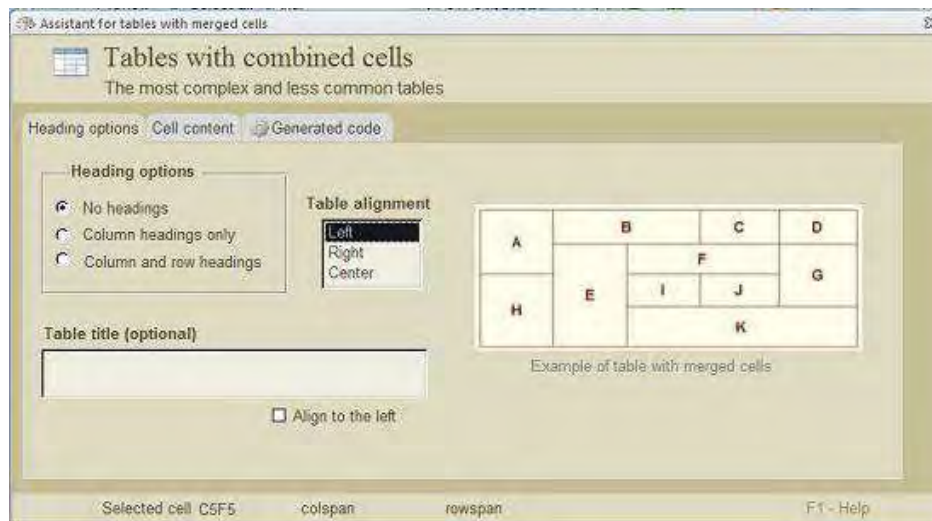 Assistant for tables with merged cells
Tables with combined cells
The most complex and less common tables
Heading options Cell content Generated code
Heading options
No headings
Column headings only
Column and row headings
Table alignment
Left
Right
Center
A B C D
F
E G
I J
H
K
Example of table with merged cells
Table title (optional)
Align to the left
Selected cell C5F5 colspan rowspan F1 - Help